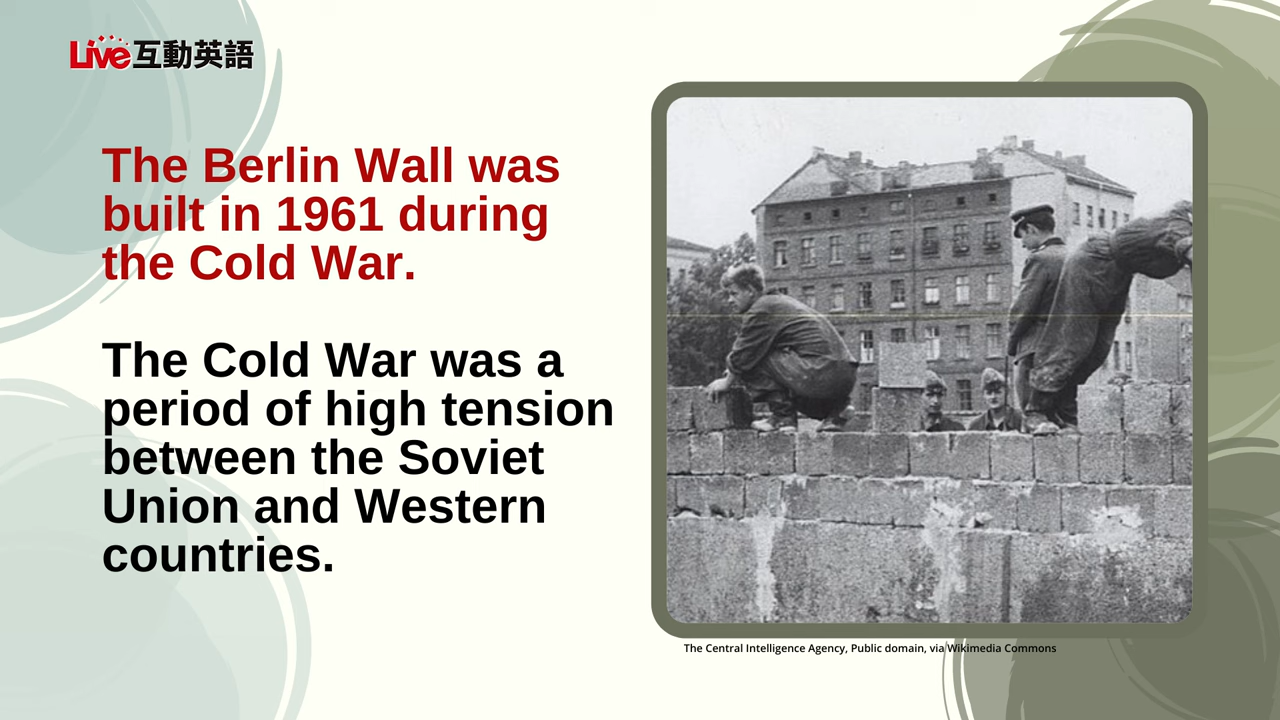 Live互動英語
The Berlin Wall was
built in 1961 during
the Cold War.
The Cold War was a
period of high tension
between the Soviet
Union and Western
countries.
The Central Intelligence Agency, Public domain, via Wikimedia Commons